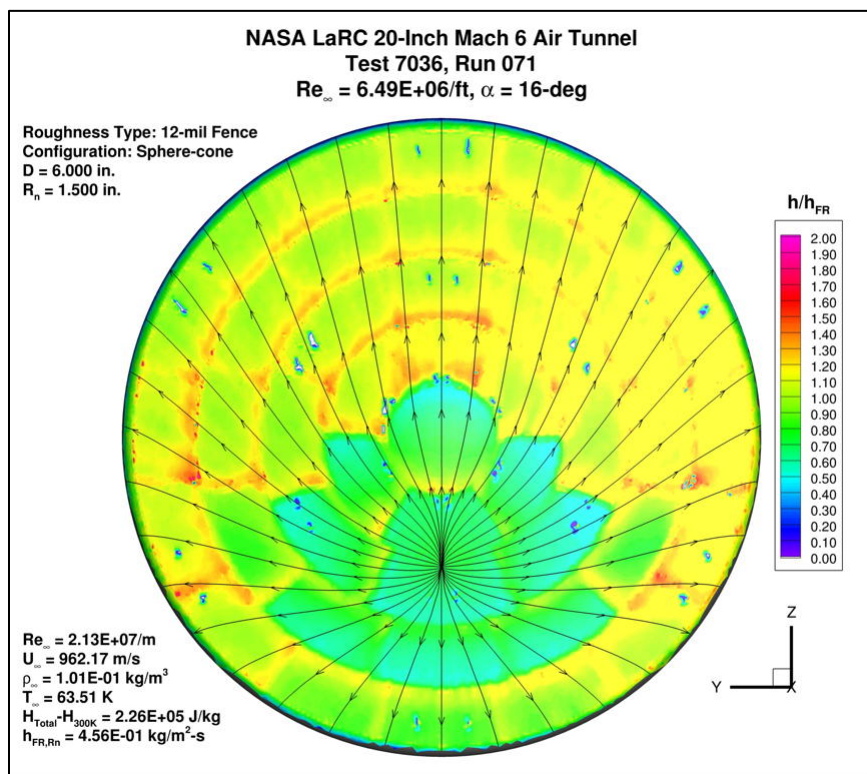 NASA LaRC 20-Inch Mach 6 Air Tunnel
Test 7036, Run 071
Re∞ = 6.49E+06/ft, α = 16-deg
Roughness Type: 12-mil Fence
Configuration: Sphere-cone
D = 6.000 in.
Rn = 1.500 in.
h/hFR
2.00
1.90
1.80
1.70
1.60
1.50
1.40
1.30
1.20
1.10
1.00
0.90
0.80
0.70
0.60
0.50
0.40
0.30
0.20
0.10
0.00
Re∞ = 2.13E+07/m
U∞ = 962.17 m/s
ρ∞ = 1.01E-01 kg/m³
T∞ = 63.51 K
HTotal-H300K = 2.26E+05 J/kg
hFR,Rn = 4.56E-01 kg/m²-s
Z
Y X